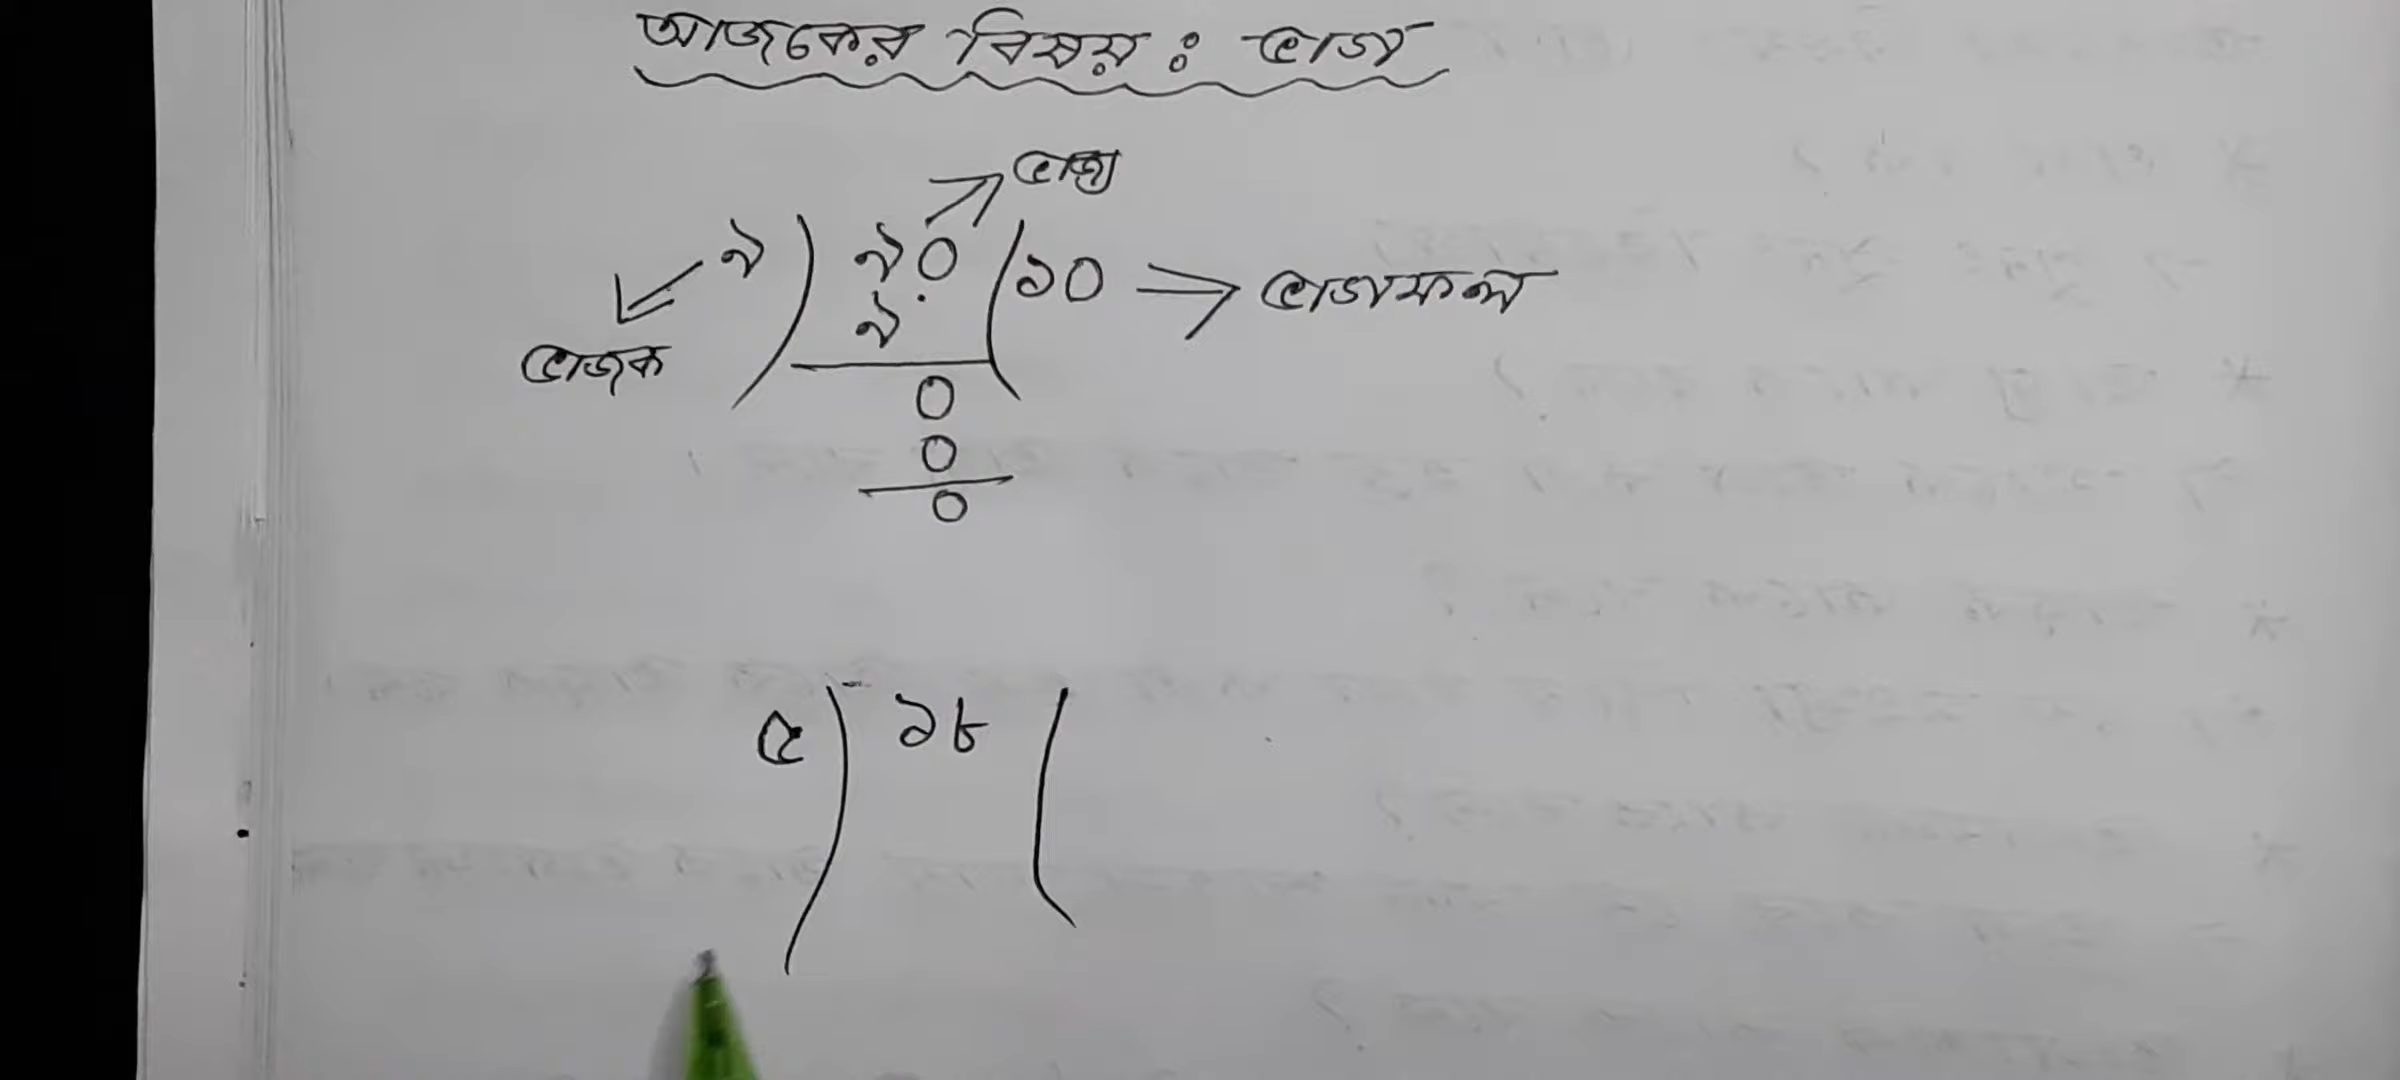 আজকের বিষয় : ভাগ
ভাজ্য
২ ) ২০ ( ১০ ⇒ ভাগফল
২
ভাজক
০
০
০
৫ ) ১৮ (